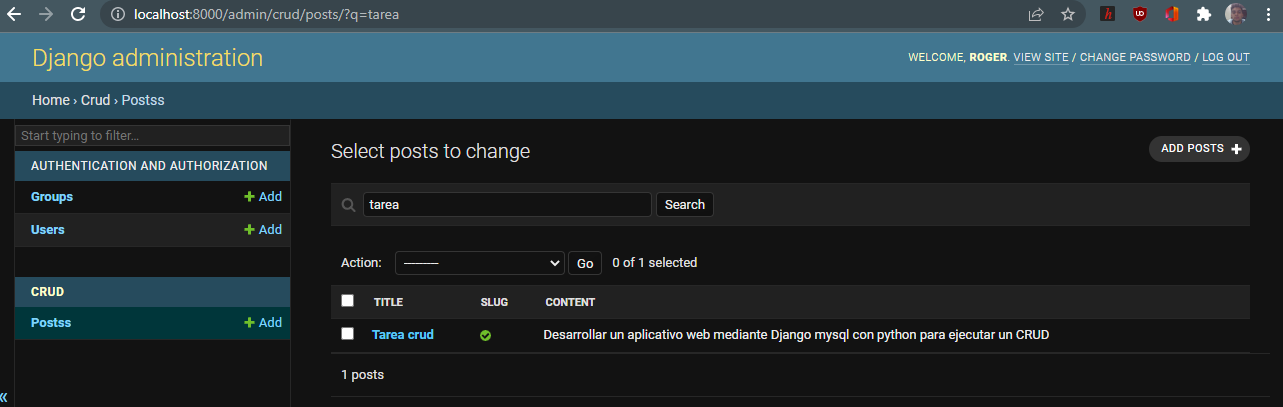 localhost:8000/admin/crud/posts/?q=tarea
Django administration
WELCOME, ROGER. VIEW SITE / CHANGE PASSWORD / LOG OUT
Home › Crud › Postss
Start typing to filter...
AUTHENTICATION AND AUTHORIZATION
Groups + Add
Users + Add
CRUD
Postss + Add
«
Select posts to change
ADD POSTS +
tarea Search
Action: --------- Go 0 of 1 selected
TITLE SLUG CONTENT
Tarea crud Desarrollar un aplicativo web mediante Django mysql con python para ejecutar un CRUD
1 posts